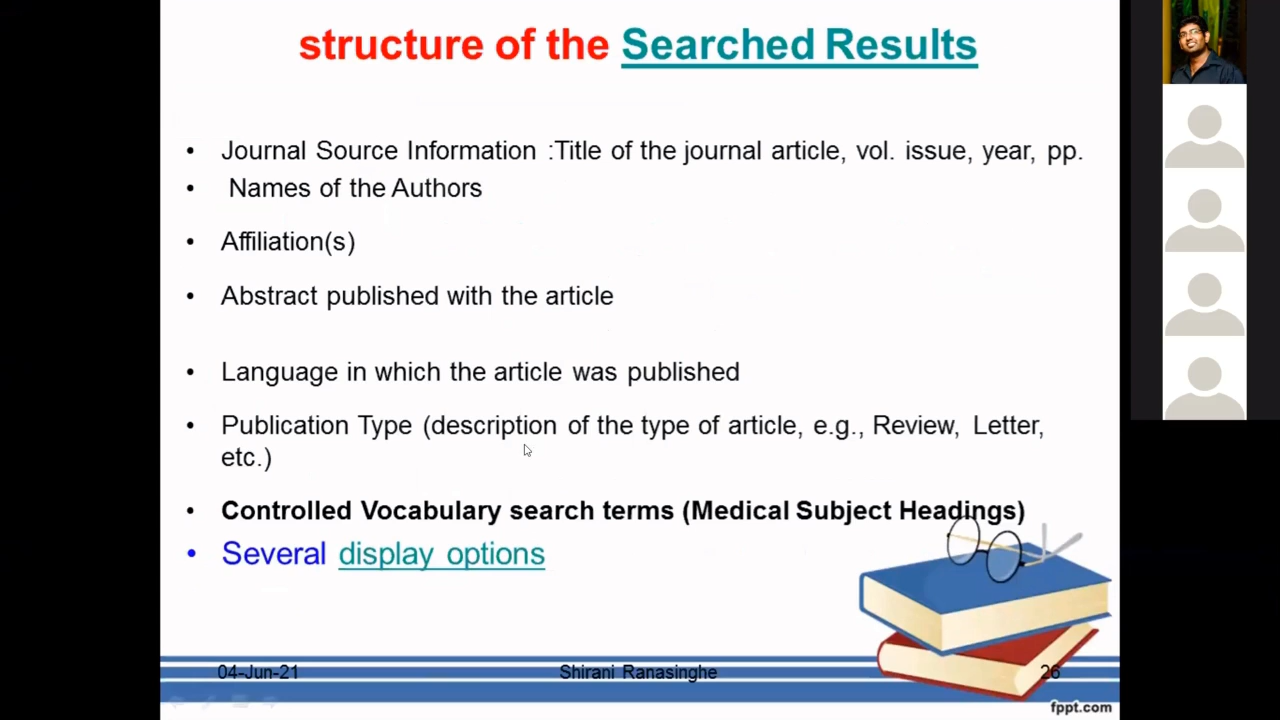 structure of the Searched Results
• Journal Source Information :Title of the journal article, vol. issue, year, pp.
• Names of the Authors
• Affiliation(s)
• Abstract published with the article
• Language in which the article was published
• Publication Type (description of the type of article, e.g., Review, Letter,
etc.)
• Controlled Vocabulary search terms (Medical Subject Headings)
• Several display options
04-Jun-21 Shirani Ranasinghe 26
fppt.com